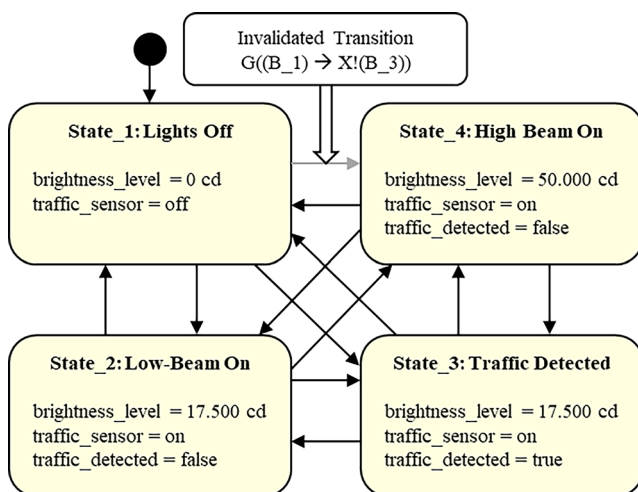 Invalidated Transition
G((B_1) → X!(B_3))
State_1: Lights Off
brightness_level = 0 cd
traffic_sensor = off
State_4: High Beam On
brightness_level = 50.000 cd
traffic_sensor = on
traffic_detected = false
State_2: Low-Beam On
brightness_level = 17.500 cd
traffic_sensor = on
traffic_detected = false
State_3: Traffic Detected
brightness_level = 17.500 cd
traffic_sensor = on
traffic_detected = true